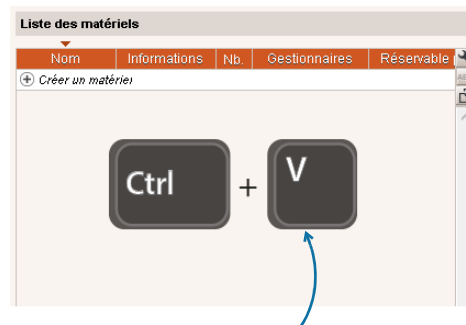 Liste des matériels
Nom Informations Nb. Gestionnaires Réservable
Créer un matériel
Ctrl + V